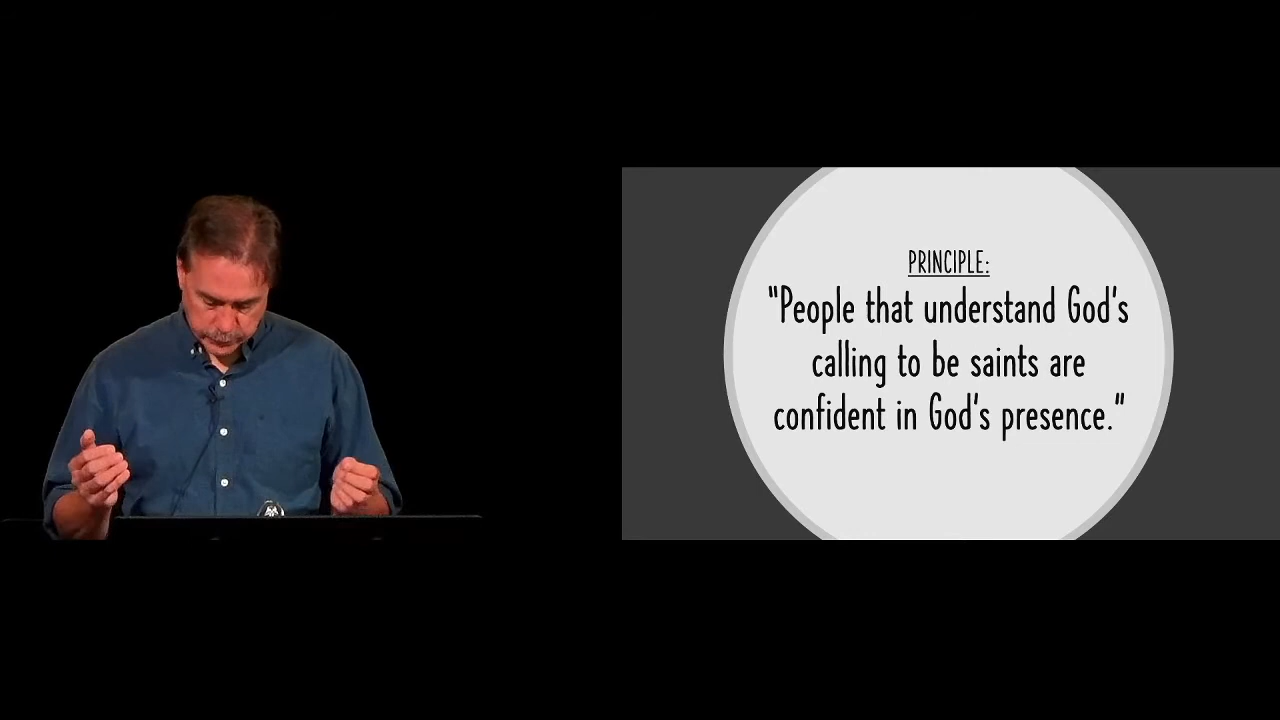 PRINCIPLE:
"People that understand God's
calling to be saints are
confident in God's presence."